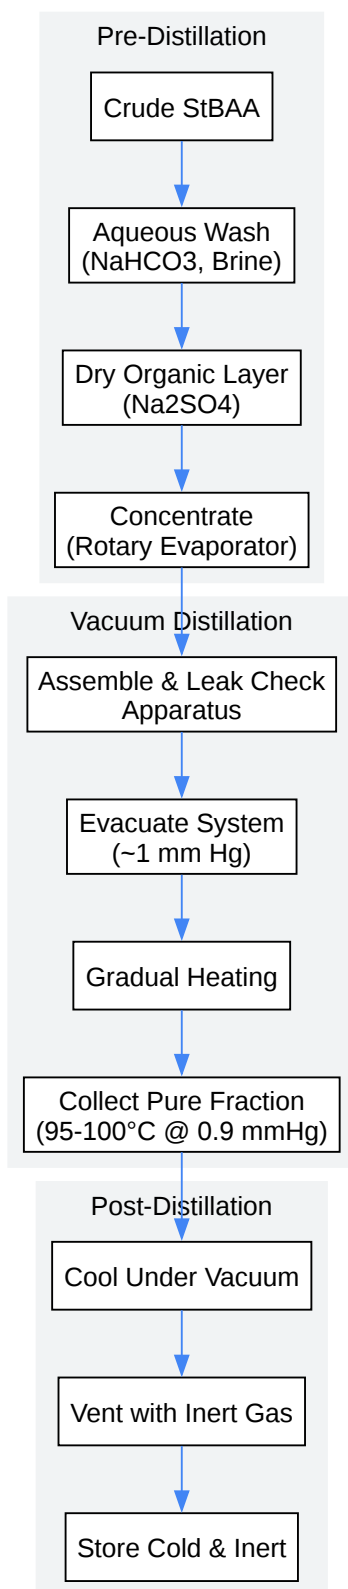 Pre-Distillation
Crude StBAA
Aqueous Wash
(NaHCO3, Brine)
Dry Organic Layer
(Na2SO4)
Concentrate
(Rotary Evaporator)
Vacuum Distillation
Assemble & Leak Check
Apparatus
Evacuate System
(~1 mm Hg)
Gradual Heating
Collect Pure Fraction
(95-100°C @ 0.9 mmHg)
Post-Distillation
Cool Under Vacuum
Vent with Inert Gas
Store Cold & Inert